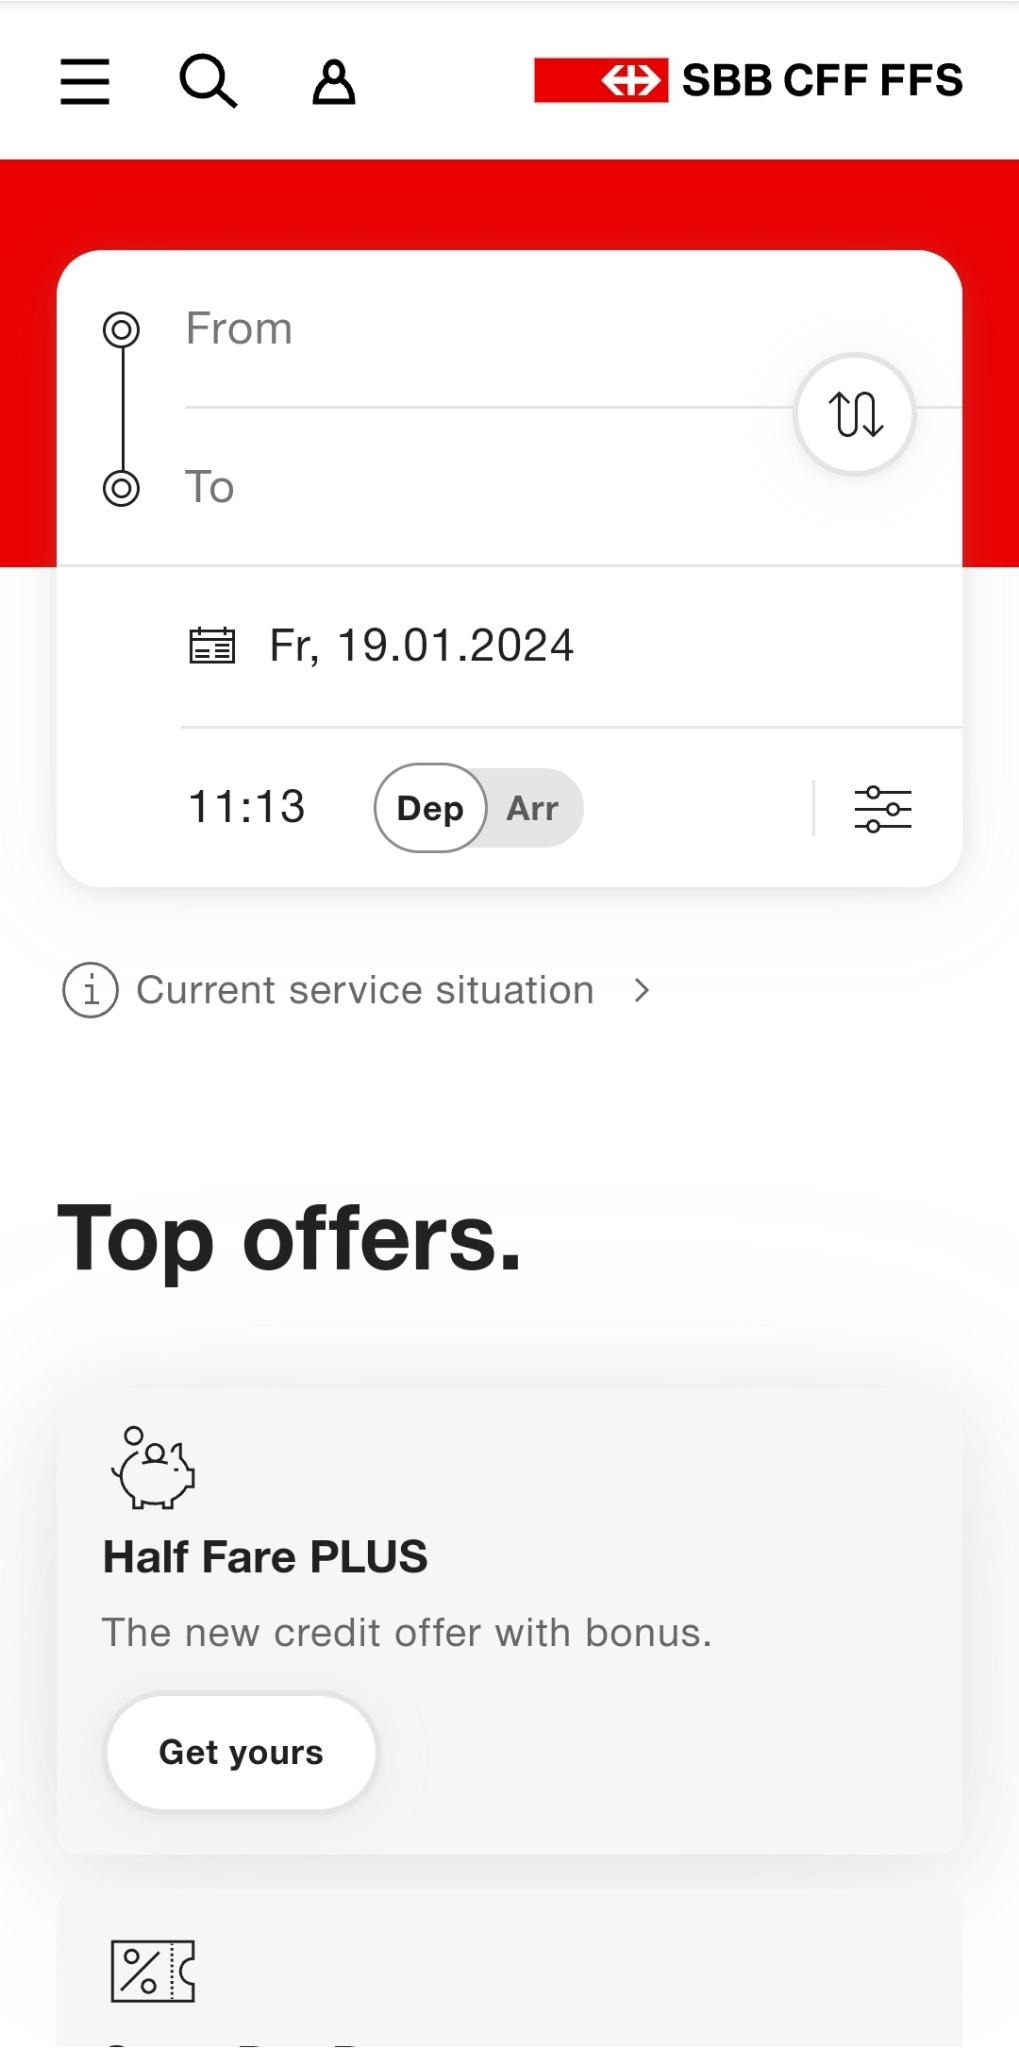 SBB CFF FFS
From
To
Fr, 19.01.2024
11:13 Dep Arr
Current service situation
Top offers.
Half Fare PLUS
The new credit offer with bonus.
Get yours